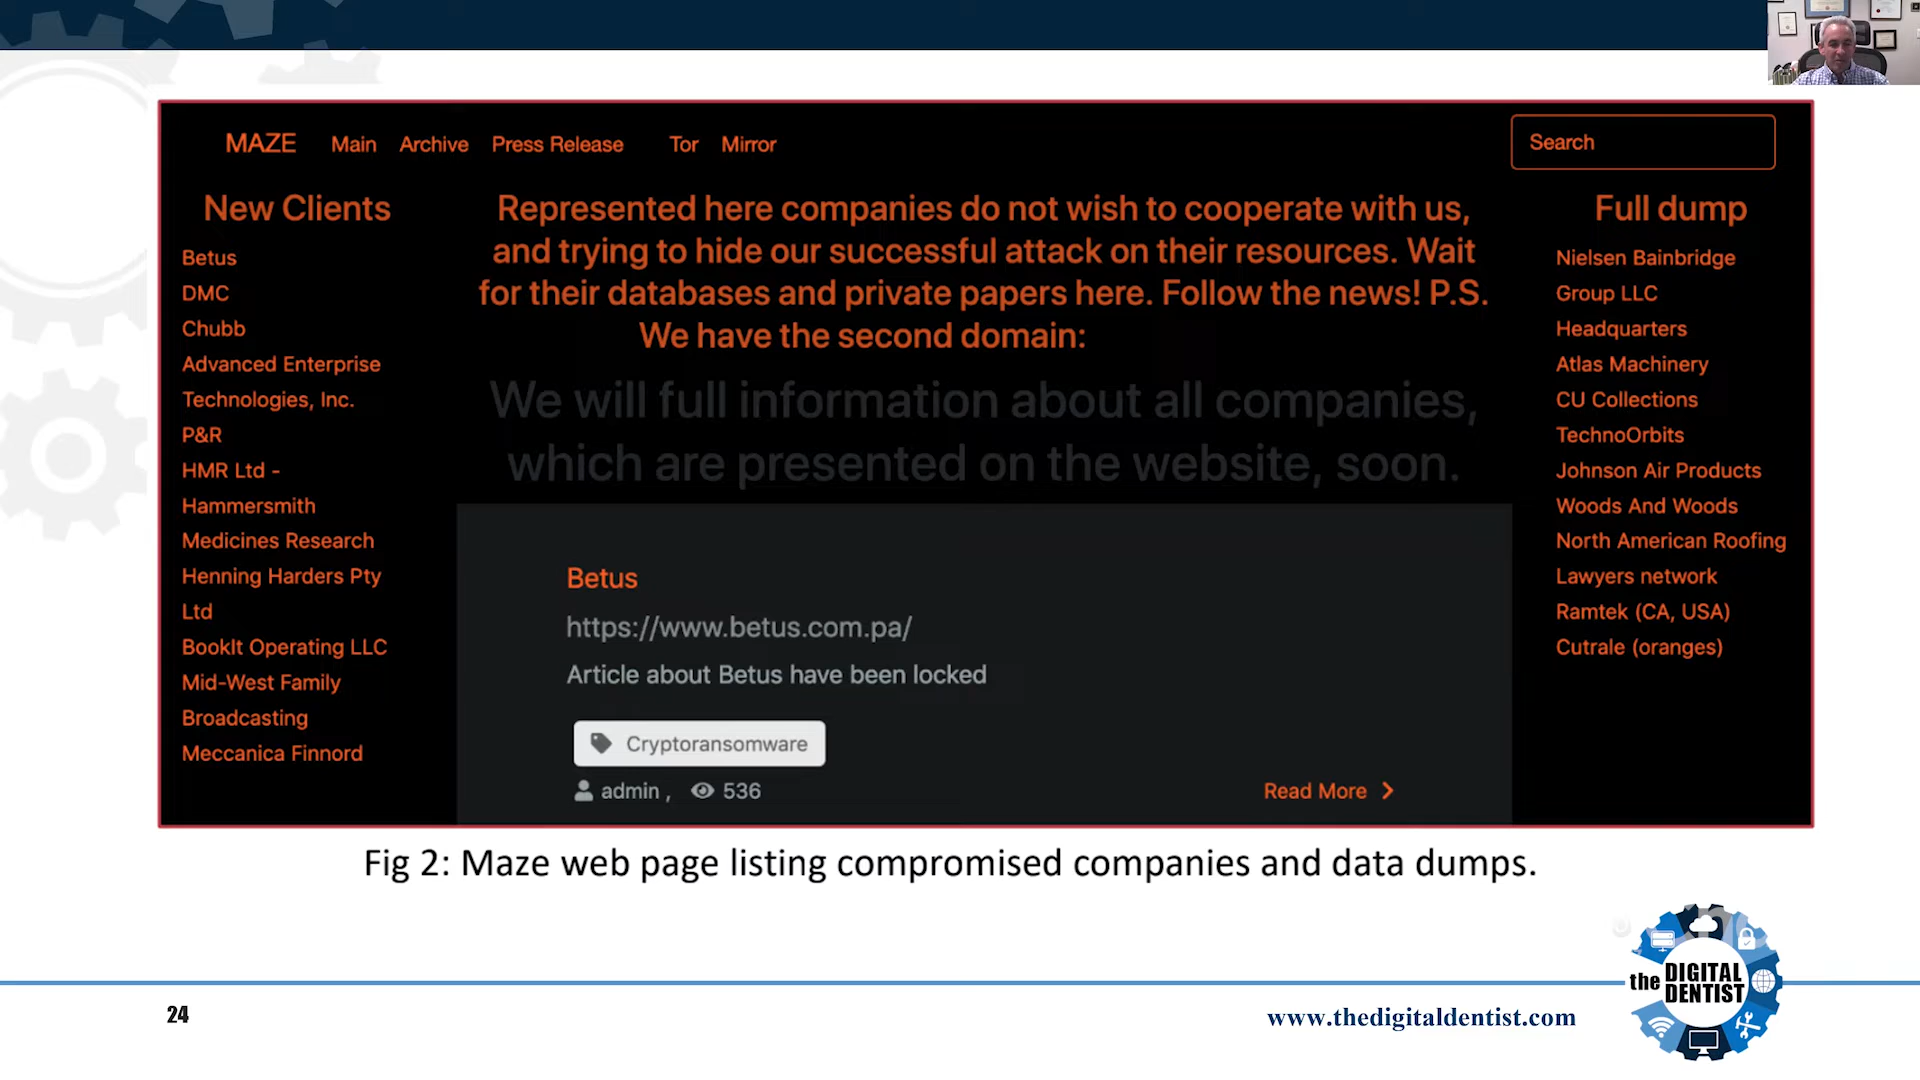 MAZE Main Archive Press Release Tor Mirror
Search
New Clients
Betus
DMC
Chubb
Advanced Enterprise
Technologies, Inc.
P&R
HMR Ltd -
Hammersmith
Medicines Research
Henning Harders Pty
Ltd
BookIt Operating LLC
Mid-West Family
Broadcasting
Meccanica Finnord
Represented here companies do not wish to cooperate with us,
and trying to hide our successful attack on their resources. Wait
for their databases and private papers here. Follow the news! P.S.
We have the second domain:
We will full information about all companies,
which are presented on the website, soon.
Betus
https://www.betus.com.pa/
Article about Betus have been locked
Cryptoransomware
admin , 536
Read More
Full dump
Nielsen Bainbridge
Group LLC
Headquarters
Atlas Machinery
CU Collections
TechnoOrbits
Johnson Air Products
Woods And Woods
North American Roofing
Lawyers network
Ramtek (CA, USA)
Cutrale (oranges)
Fig 2: Maze web page listing compromised companies and data dumps.
24
www.thedigitaldentist.com
the DIGITAL
DENTIST